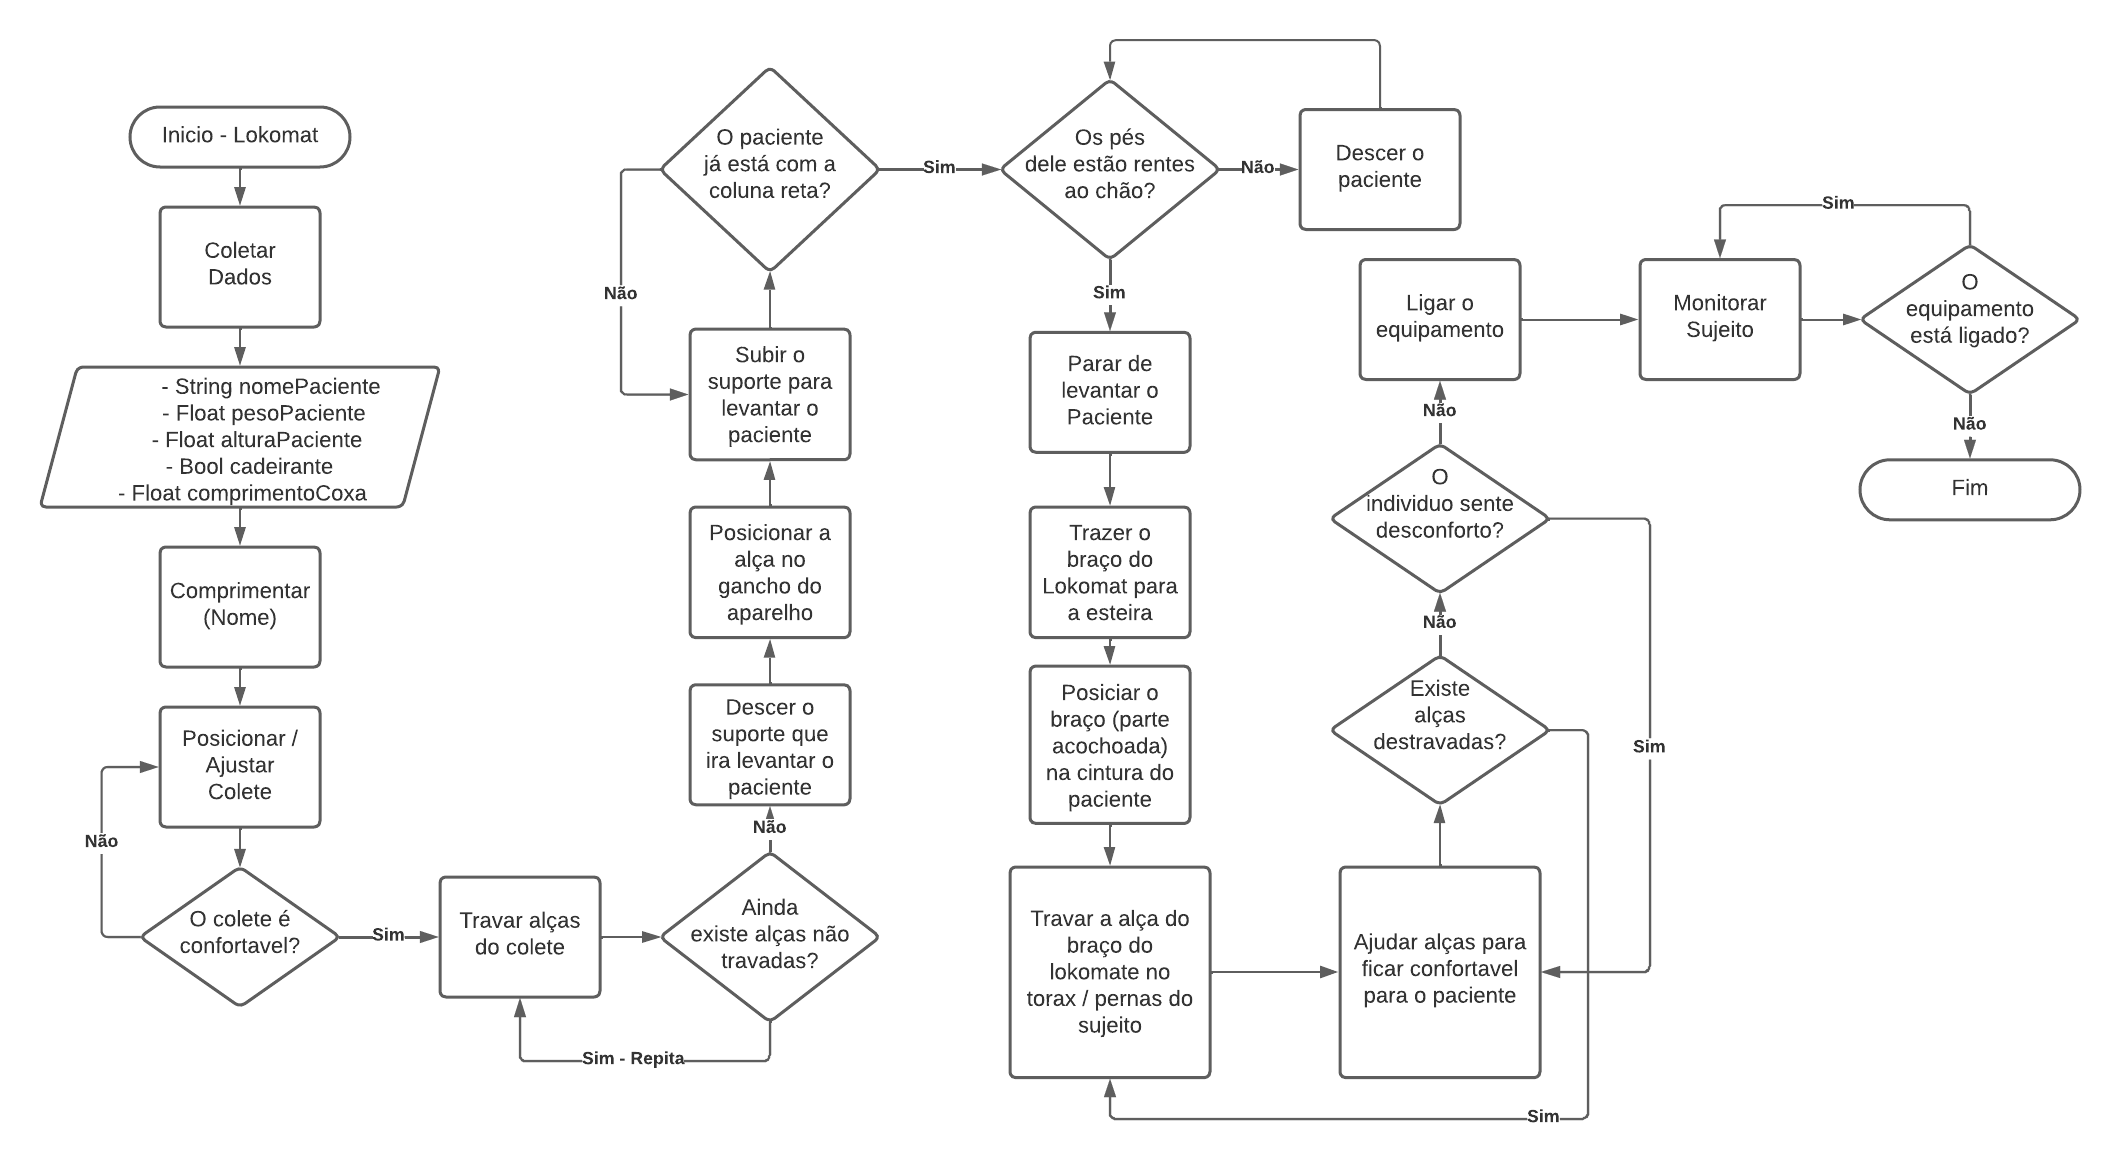 Inicio - Lokomat
Coletar
Dados
- String nomePaciente
- Float pesoPaciente
- Float alturaPaciente
- Bool cadeirante
- Float comprimentoCoxa
Comprimentar
(Nome)
Posicionar /
Ajustar
Colete
Não
O colete é
confortavel?
Sim
Travar alças
do colete
Ainda
existe alças não
travadas?
Sim - Repita
Não
Descer o
suporte que
ira levantar o
paciente
Posicionar a
alça no
gancho do
aparelho
Subir o
suporte para
levantar o
paciente
Não
O paciente
já está com a
coluna reta?
Sim
Os pés
dele estão rentes
ao chão?
Não
Descer o
paciente
Sim
Parar de
levantar o
Paciente
Trazer o
braço do
Lokomat para
a esteira
Posiciar o
braço (parte
acochoada)
na cintura do
paciente
Travar a alça do
braço do
lokomate no
torax / pernas do
sujeito
Ajudar alças para
ficar confortavel
para o paciente
Existe
alças
destravadas?
Sim
Não
O
individuo sente
desconforto?
Sim
Não
Ligar o
equipamento
Monitorar
Sujeito
O
equipamento
está ligado?
Sim
Não
Fim